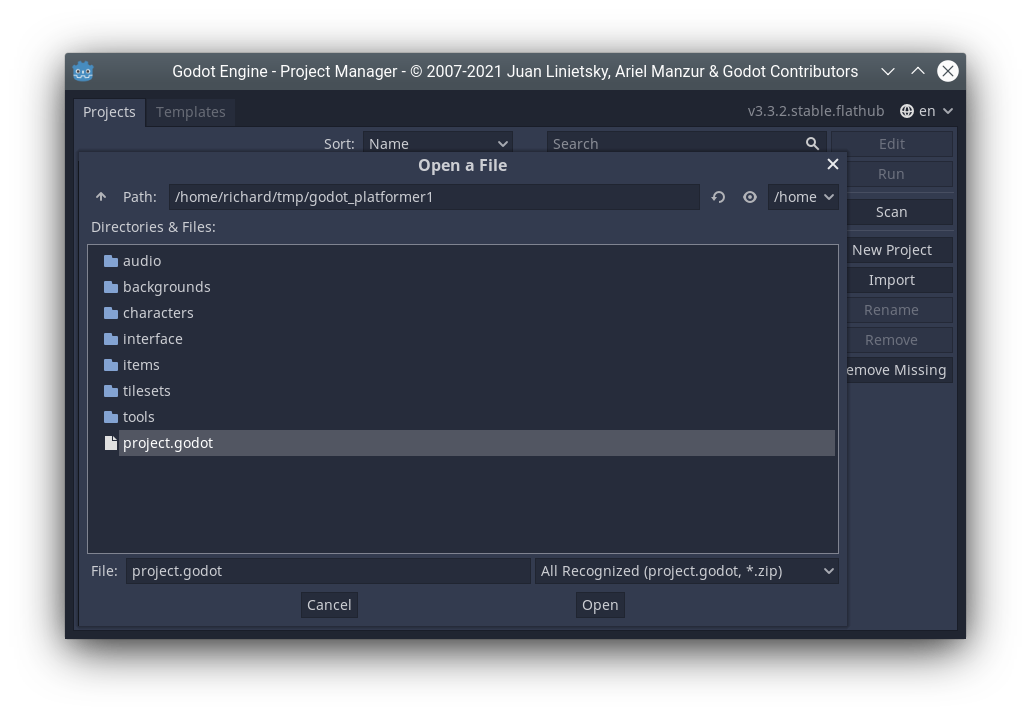 Godot Engine - Project Manager - © 2007-2021 Juan Linietsky, Ariel Manzur & Godot Contributors
Projects Templates v3.3.2.stable.flathub en
Sort: Name Search Edit
Open a File
Run
Path: /home/richard/tmp/godot_platformer1 /home
Scan
Directories & Files:
New Project
audio
Import
backgrounds
characters Rename
interface Remove
items emove Missing
tilesets
tools
project.godot
File: project.godot All Recognized (project.godot, *.zip)
Cancel Open